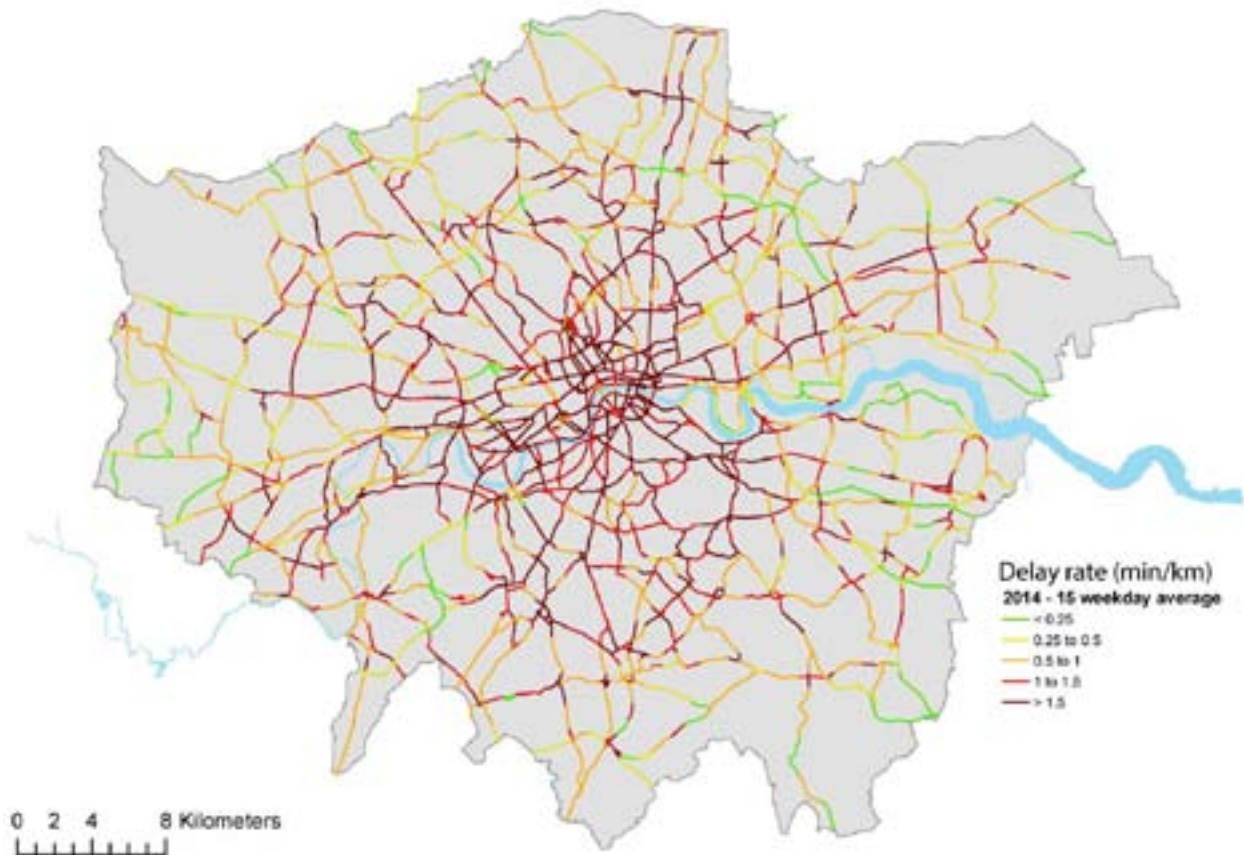 Delay rate (min/km)
2014 - 15 weekday average
< 0.25
0.25 to 0.5
0.5 to 1
1 to 1.5
> 1.5
0 2 4 8 Kilometers